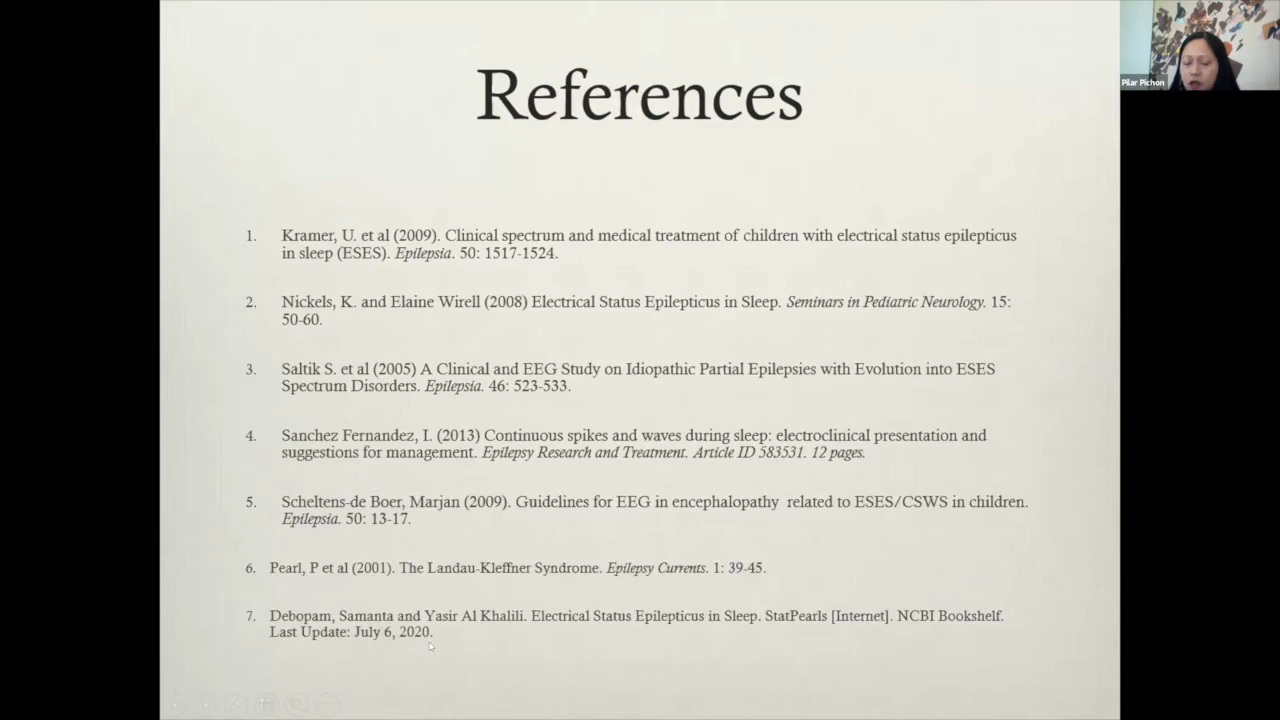 References
Pilar Pichon
1. Kramer, U. et al (2009). Clinical spectrum and medical treatment of children with electrical status epilepticus
in sleep (ESES). Epilepsia. 50: 1517-1524.
2. Nickels, K. and Elaine Wirell (2008) Electrical Status Epilepticus in Sleep. Seminars in Pediatric Neurology. 15:
50-60.
3. Saltik S. et al (2005) A Clinical and EEG Study on Idiopathic Partial Epilepsies with Evolution into ESES
Spectrum Disorders. Epilepsia. 46: 523-533.
4. Sanchez Fernandez, I. (2013) Continuous spikes and waves during sleep: electroclinical presentation and
suggestions for management. Epilepsy Research and Treatment. Article ID 583531. 12 pages.
5. Scheltens-de Boer, Marjan (2009). Guidelines for EEG in encephalopathy related to ESES/CSWS in children.
Epilepsia. 50: 13-17.
6. Pearl, P et al (2001). The Landau-Kleffner Syndrome. Epilepsy Currents. 1: 39-45.
7. Debopam, Samanta and Yasir Al Khalili. Electrical Status Epilepticus in Sleep. StatPearls [Internet]. NCBI Bookshelf.
Last Update: July 6, 2020.